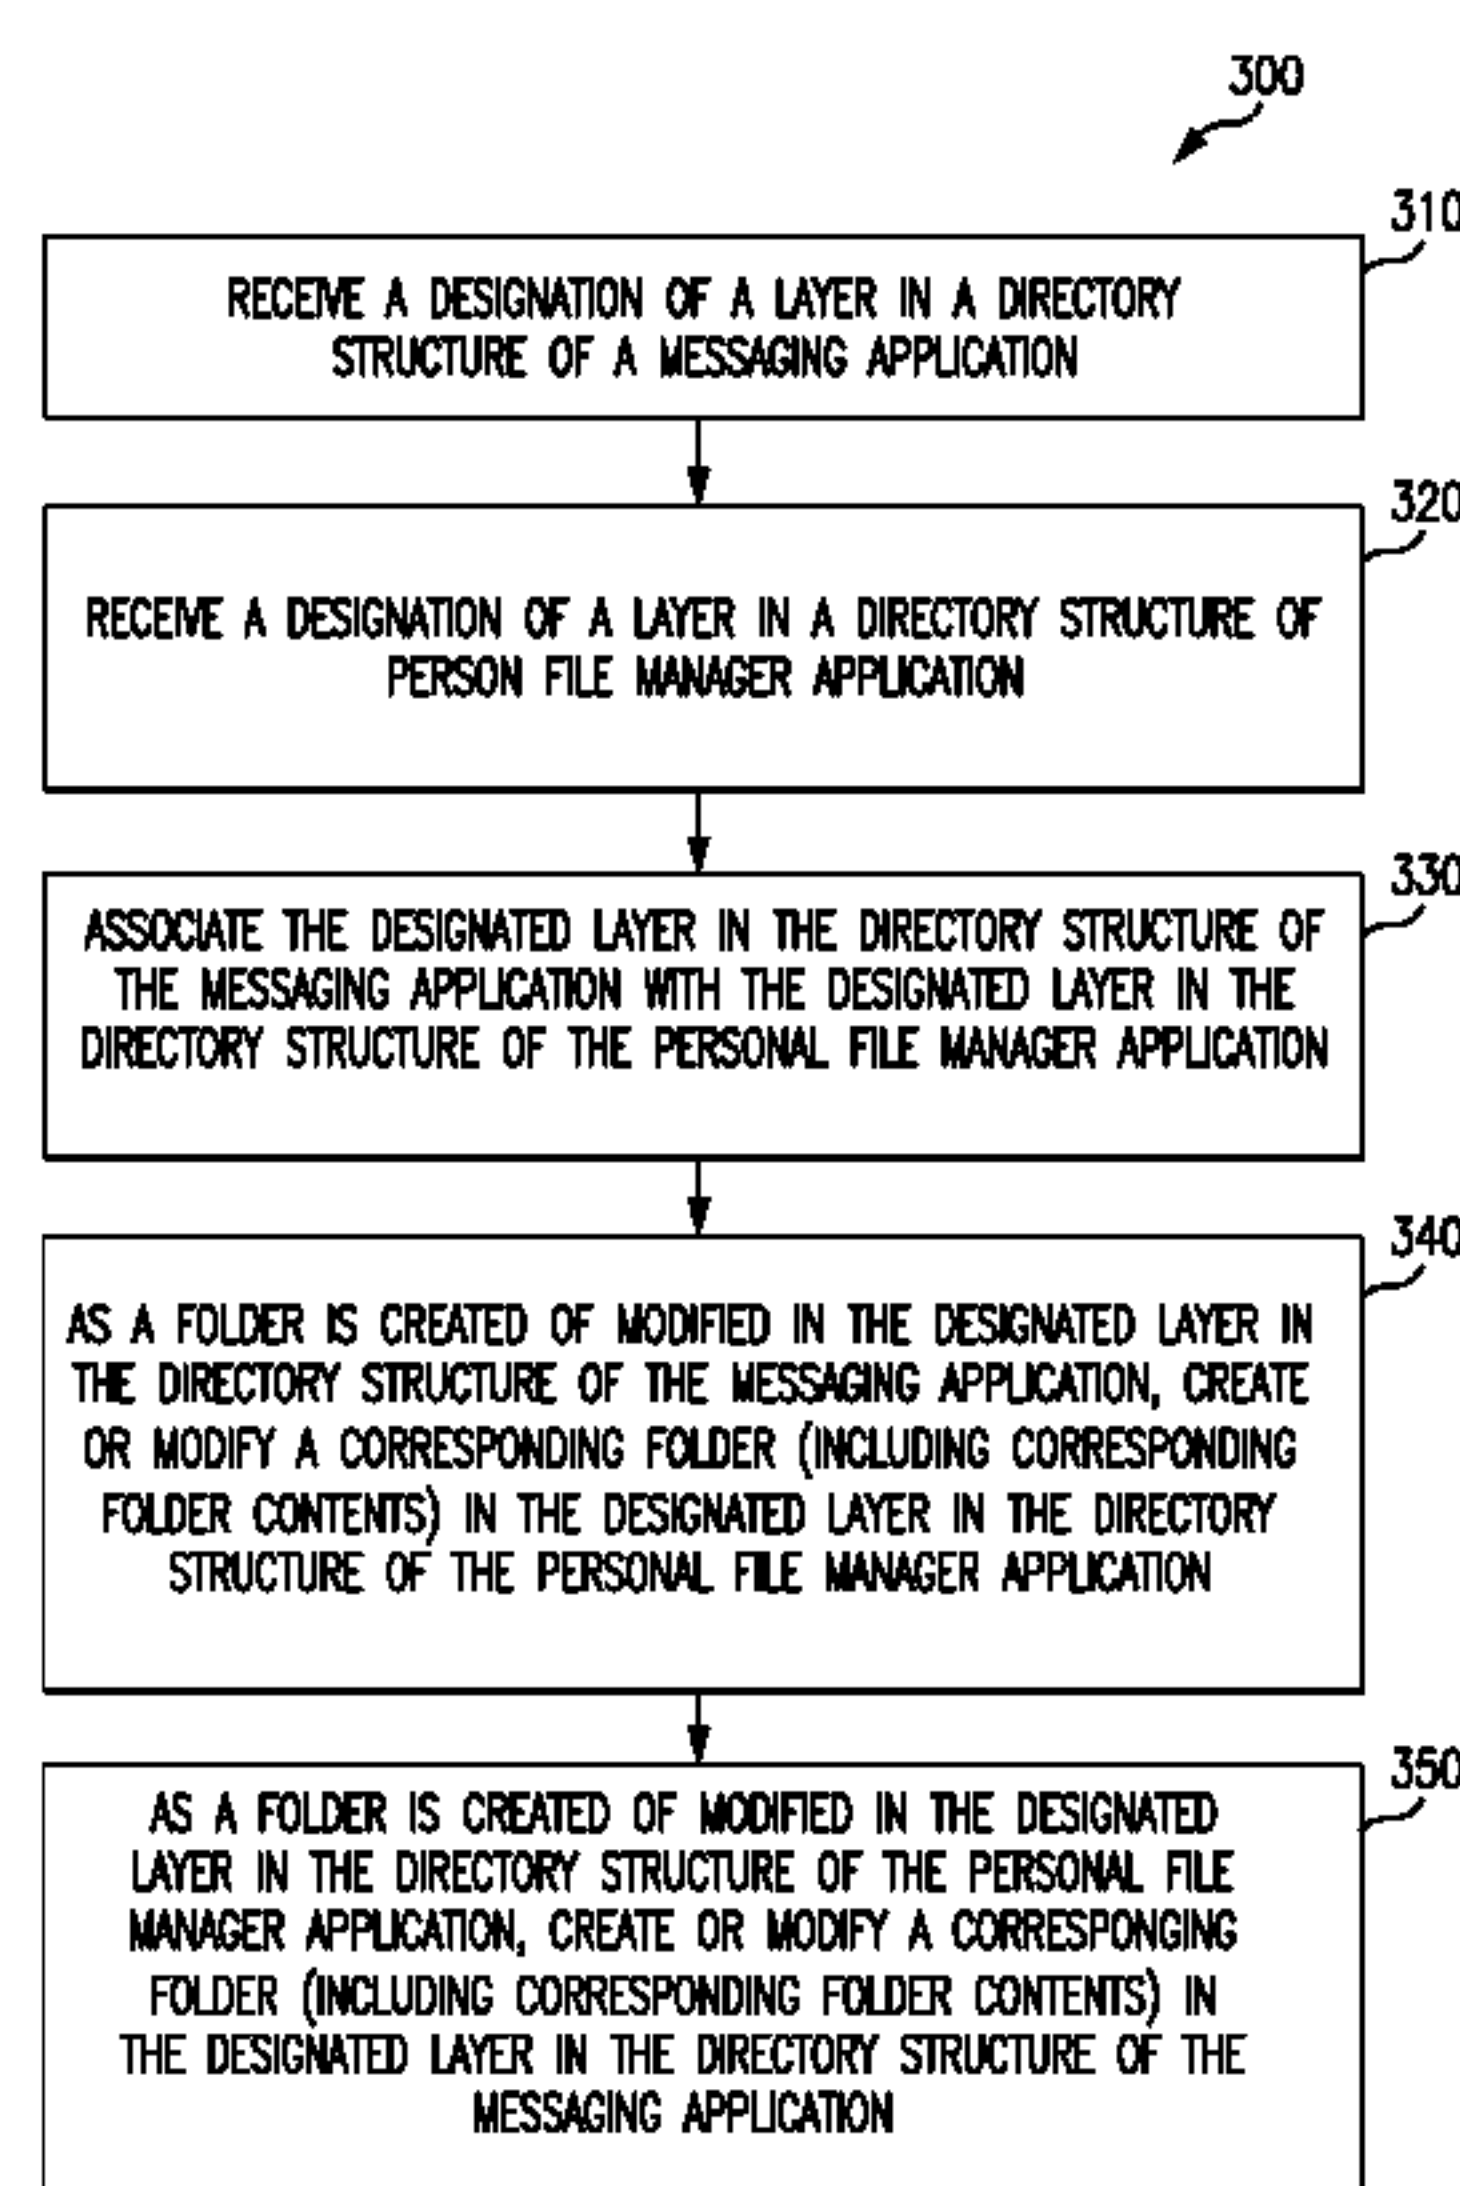 300
310
RECEIVE A DESIGNATION OF A LAYER IN A DIRECTORY
STRUCTURE OF A MESSAGING APPLICATION
320
RECEIVE A DESIGNATION OF A LAYER IN A DIRECTORY STRUCTURE OF
PERSON FILE MANAGER APPLICATION
330
ASSOCIATE THE DESIGNATED LAYER IN THE DIRECTORY STRUCTURE OF
THE MESSAGING APPLICATION WITH THE DESIGNATED LAYER IN THE
DIRECTORY STRUCTURE OF THE PERSONAL FILE MANAGER APPLICATION
340
AS A FOLDER IS CREATED OF MODIFIED IN THE DESIGNATED LAYER IN
THE DIRECTORY STRUCTURE OF THE MESSAGING APPLICATION, CREATE
OR MODIFY A CORRESPONDING FOLDER (INCLUDING CORRESPONDING
FOLDER CONTENTS) IN THE DESIGNATED LAYER IN THE DIRECTORY
STRUCTURE OF THE PERSONAL FILE MANAGER APPLICATION
350
AS A FOLDER IS CREATED OF MODIFIED IN THE DESIGNATED
LAYER IN THE DIRECTORY STRUCTURE OF THE PERSONAL FILE
MANAGER APPLICATION, CREATE OR MODIFY A CORRESPONGING
FOLDER (INCLUDING CORRESPONDING FOLDER CONTENTS) IN
THE DESIGNATED LAYER IN THE DIRECTORY STRUCTURE OF THE
MESSAGING APPLICATION